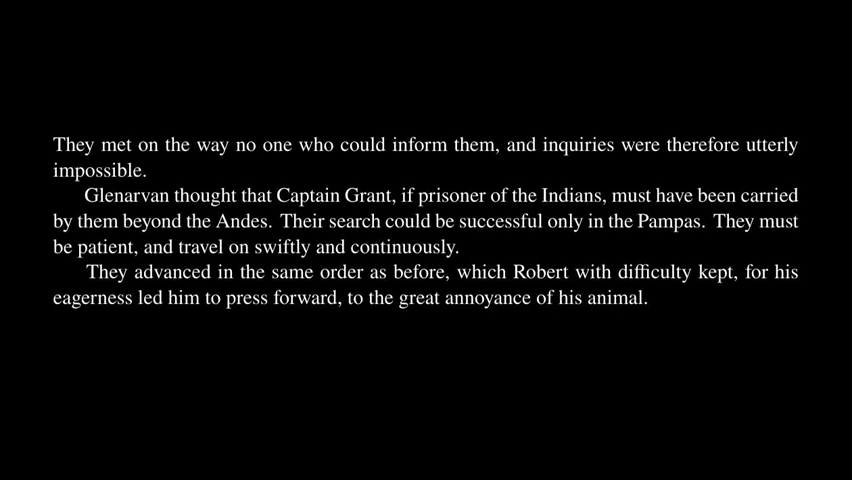 They met on the way no one who could inform them, and inquiries were therefore utterly
impossible.
Glenarvan thought that Captain Grant, if prisoner of the Indians, must have been carried
by them beyond the Andes. Their search could be successful only in the Pampas. They must
be patient, and travel on swiftly and continuously.
They advanced in the same order as before, which Robert with difficulty kept, for his
eagerness led him to press forward, to the great annoyance of his animal.